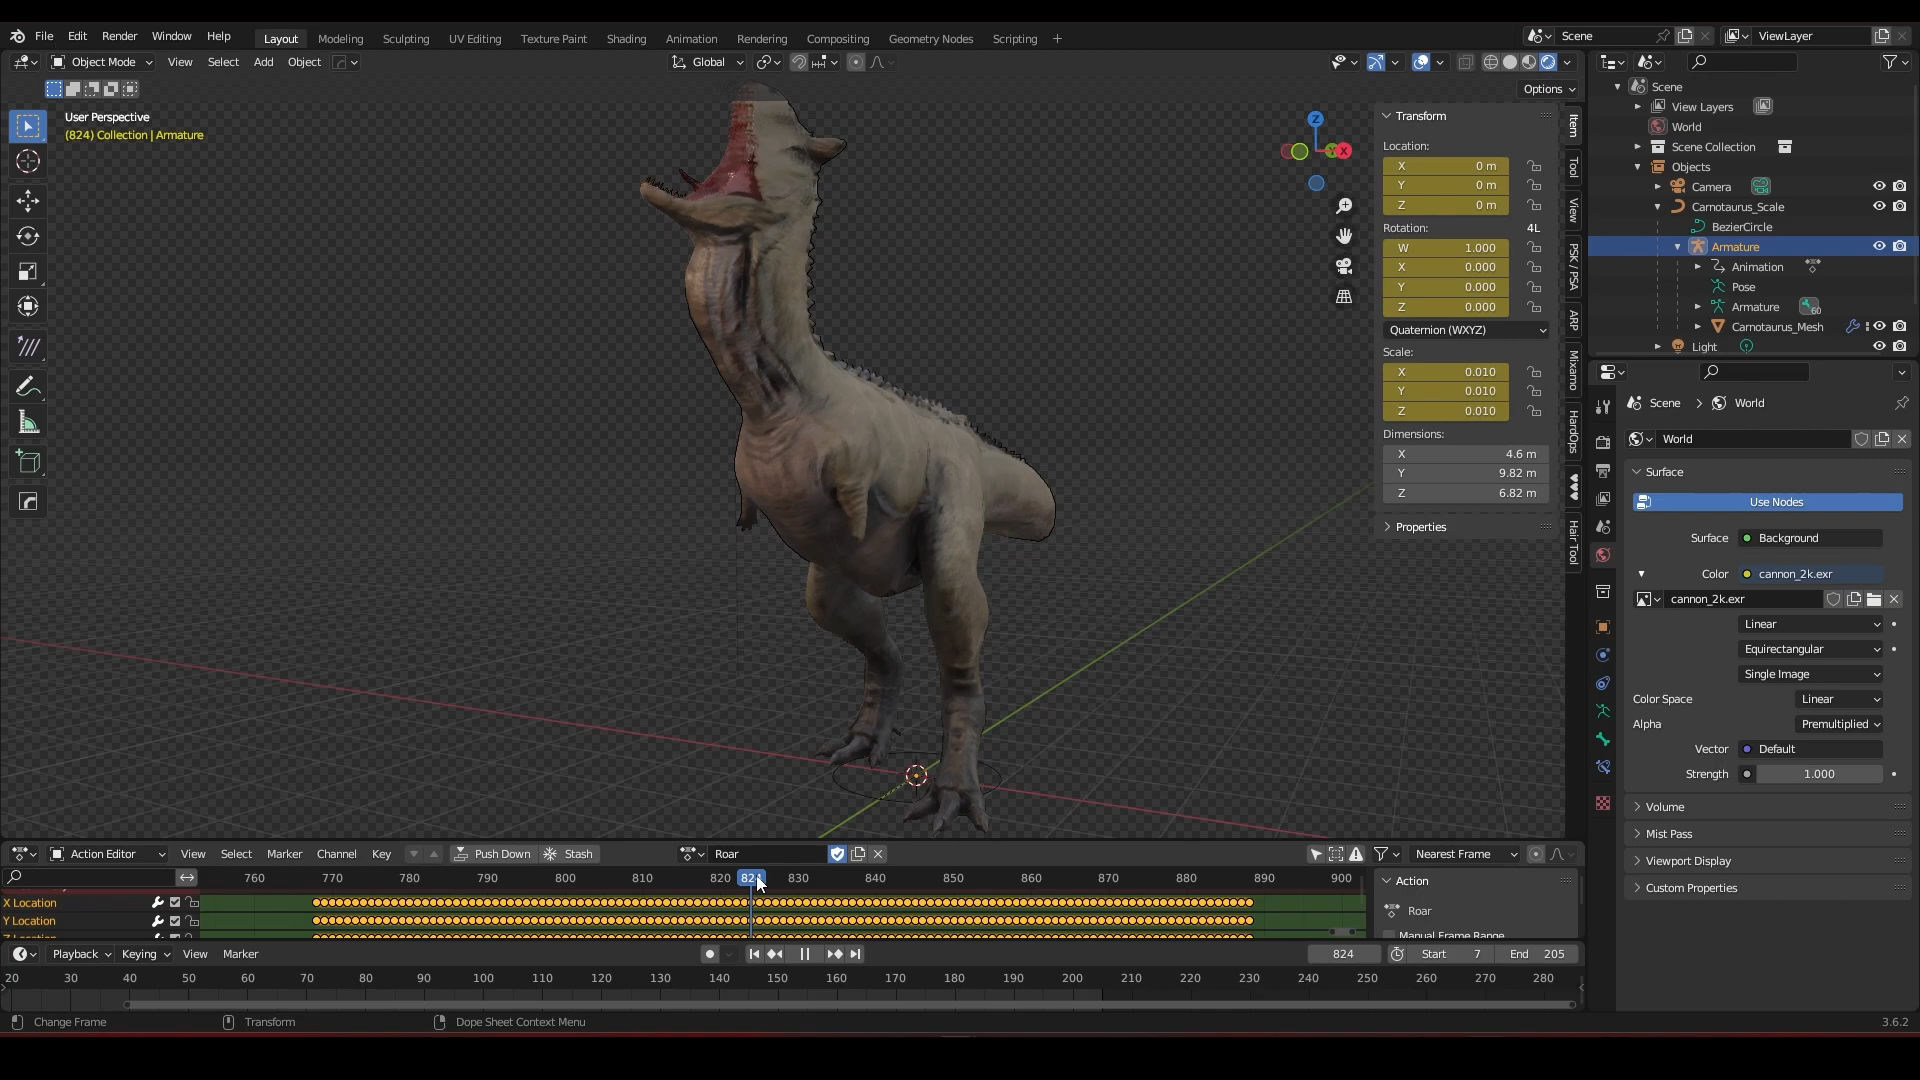 File Edit Render Window Help Layout Modeling Sculpting UV Editing Texture Paint Shading Animation Rendering Compositing Geometry Nodes Scripting + Scene ViewLayer
Object Mode View Select Add Object Global
Options
User Perspective
(824) Collection | Armature
Z
Y
X
Transform
Location:
X 0 m
Y 0 m
Z 0 m
Rotation: 4L
W 1.000
X 0.000
Y 0.000
Z 0.000
Quaternion (WXYZ)
Scale:
X 0.010
Y 0.010
Z 0.010
Dimensions:
X 4.6 m
Y 9.82 m
Z 6.82 m
Properties
Item
Tool
View
PSK / PSA
ARP
Mixamo
HardOps
Hair Tool
Scene
View Layers
World
Scene Collection
Objects
Camera
Carnotaurus_Scale
BezierCircle
Armature
Animation
Pose
Armature 60
Carnotaurus_Mesh
Light
Scene > World
World
Surface
Use Nodes
Surface Background
Color cannon_2k.exr
cannon_2k.exr
Linear
Equirectangular
Single Image
Color Space Linear
Alpha Premultiplied
Vector Default
Strength 1.000
Volume
Mist Pass
Viewport Display
Custom Properties
Action Editor View Select Marker Channel Key Push Down Stash Roar Nearest Frame
760 770 780 790 800 810 820 824 830 840 850 860 870 880 890 900
X Location
Y Location
Action
Roar
Manual Frame Range
Playback Keying View Marker 824 Start 7 End 205
20 30 40 50 60 70 80 90 100 110 120 130 140 150 160 170 180 190 200 210 220 230 240 250 260 270 280
Change Frame Transform Dope Sheet Context Menu 3.6.2